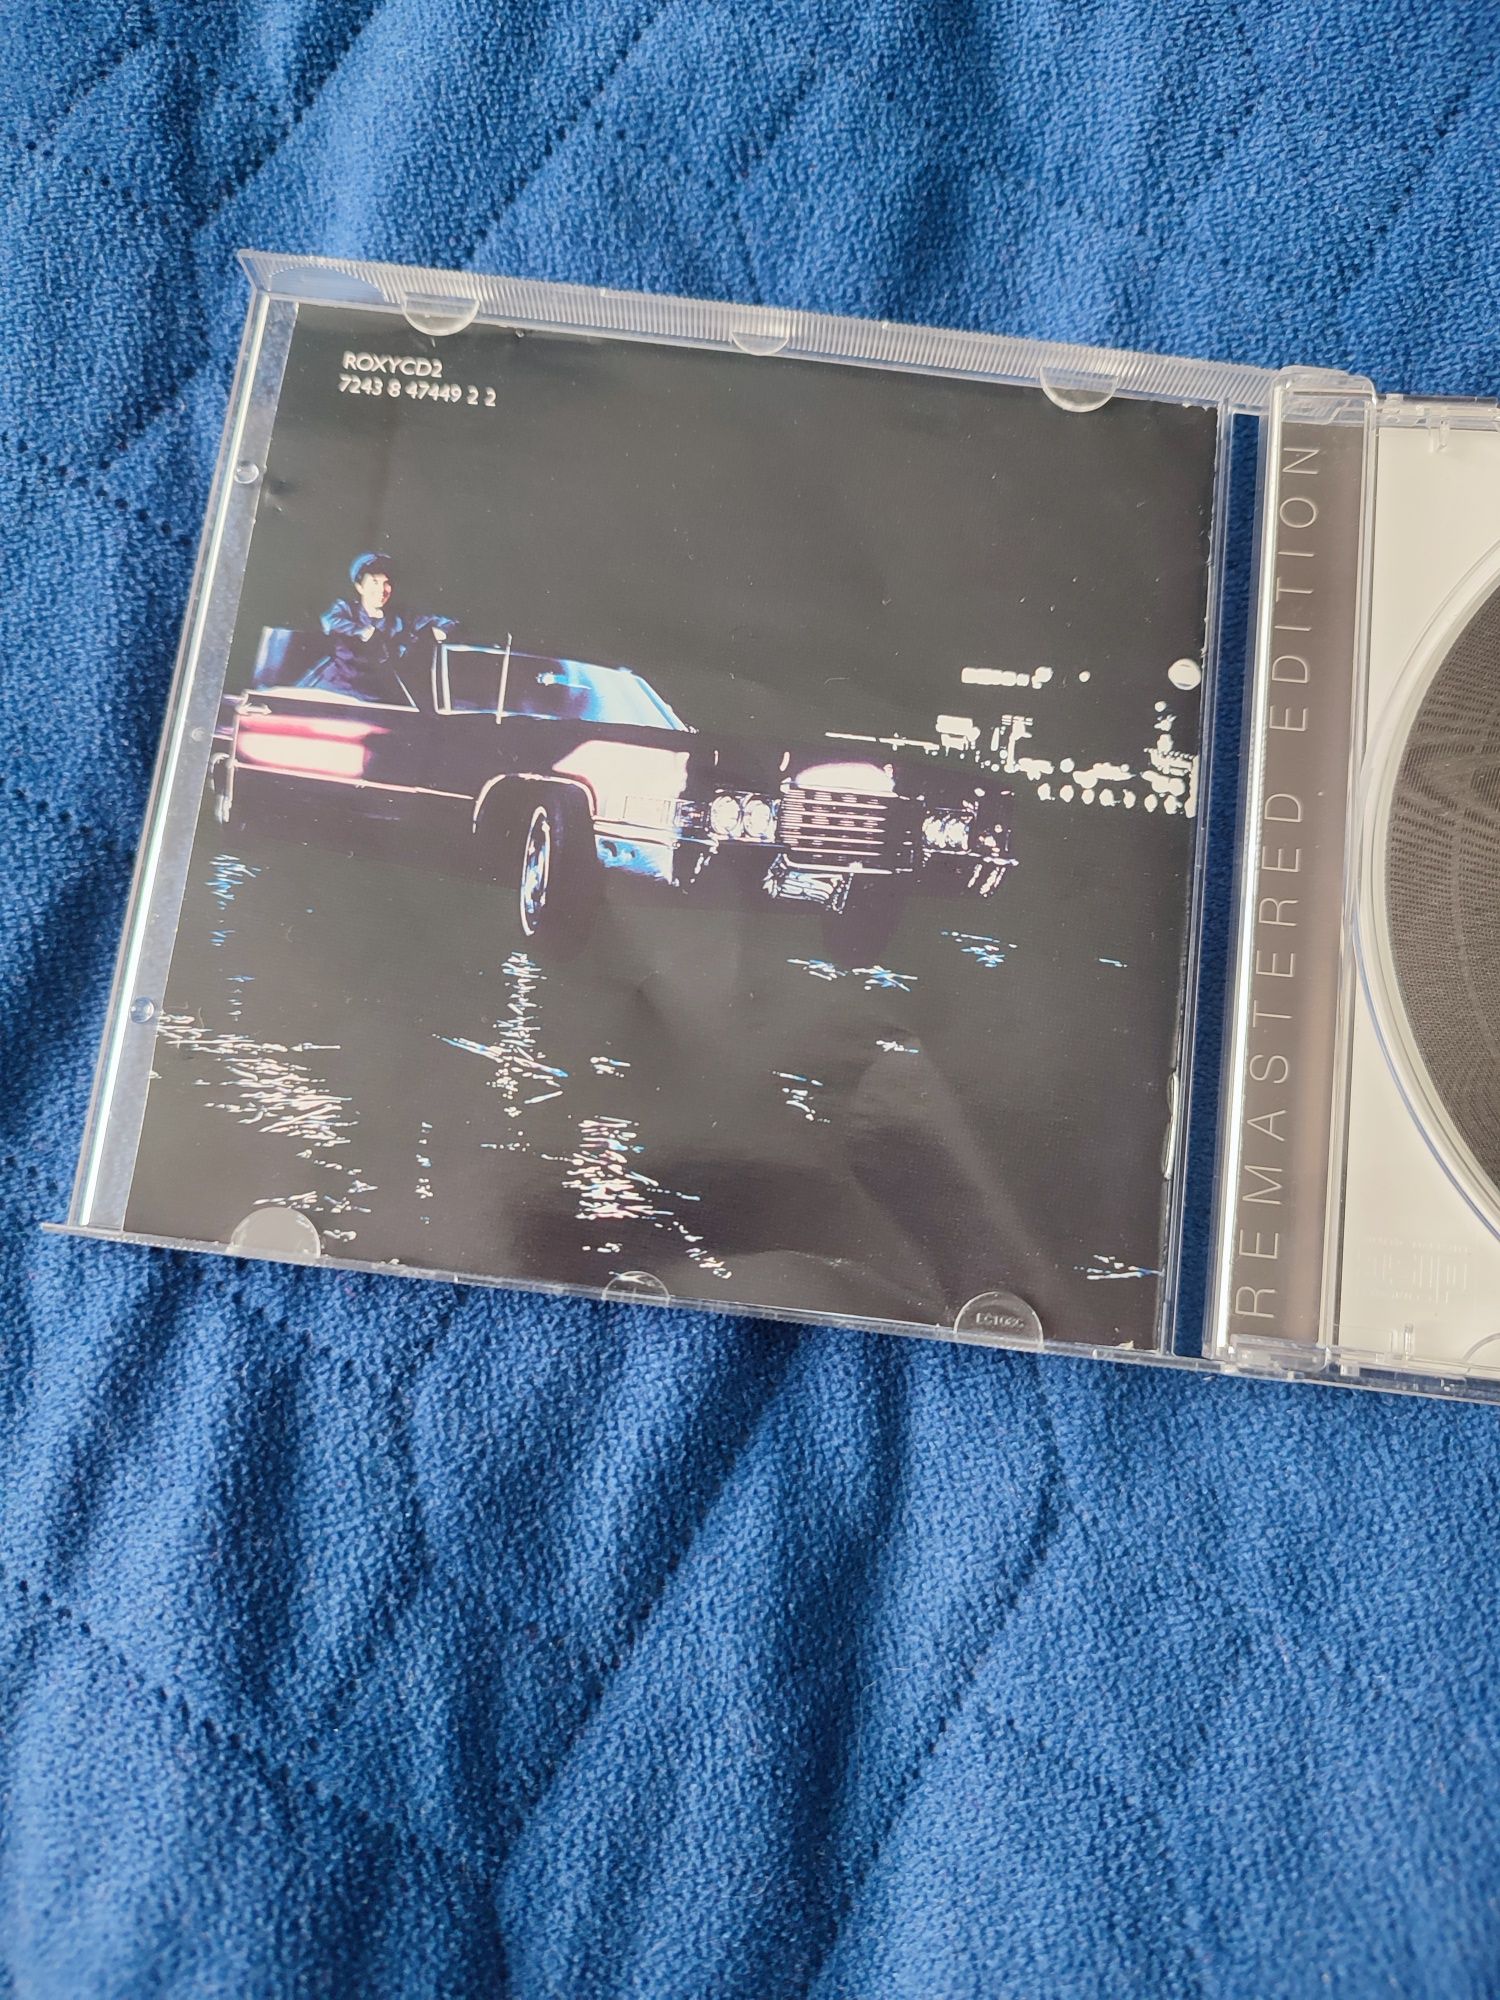 ROXYCD2
7243 8 47449 2 2
REMASTERED EDITION